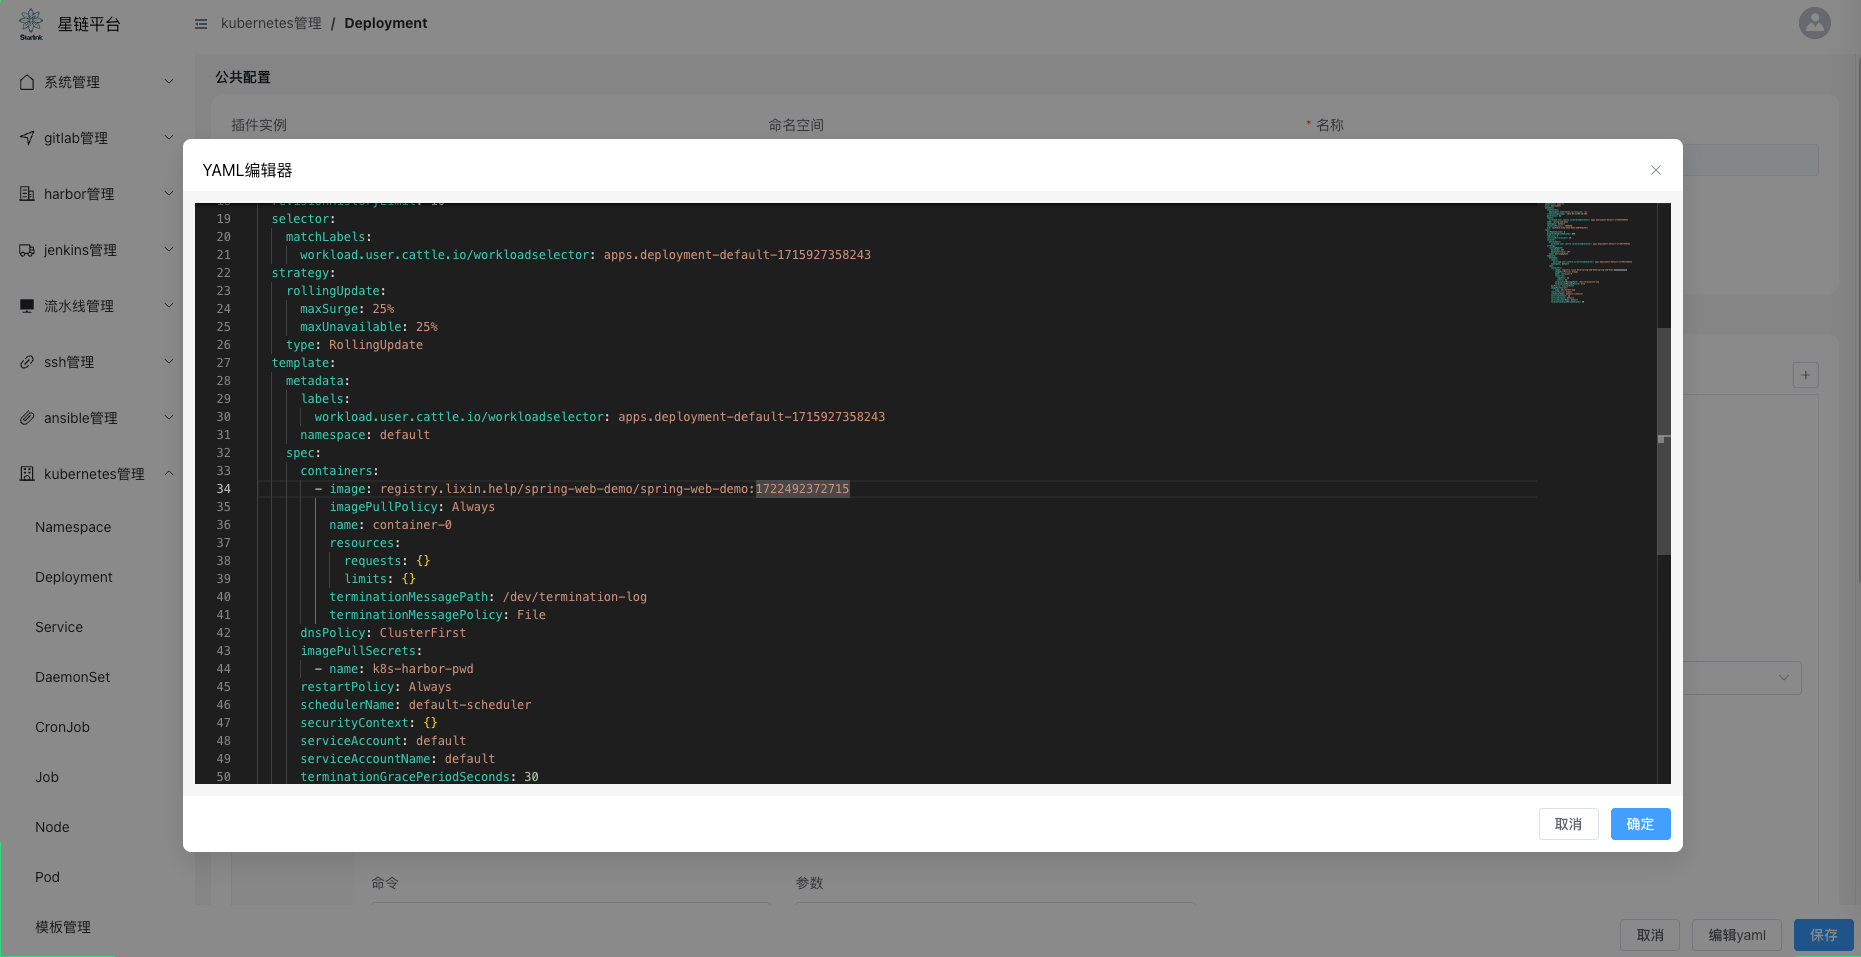 Starlink
星链平台
kubernetes管理 / Deployment
系统管理
gitlab管理
harbor管理
jenkins管理
流水线管理
ssh管理
ansible管理
kubernetes管理
Namespace
Deployment
Service
DaemonSet
CronJob
Job
Node
Pod
模板管理
公共配置
插件实例
命名空间
* 名称
YAML编辑器
18 revisionHistoryLimit: 10
19 selector:
20 matchLabels:
21 workload.user.cattle.io/workloadselector: apps.deployment-default-1715927358243
22 strategy:
23 rollingUpdate:
24 maxSurge: 25%
25 maxUnavailable: 25%
26 type: RollingUpdate
27 template:
28 metadata:
29 labels:
30 workload.user.cattle.io/workloadselector: apps.deployment-default-1715927358243
31 namespace: default
32 spec:
33 containers:
34 - image: registry.lixin.help/spring-web-demo/spring-web-demo:1722492372715
35 imagePullPolicy: Always
36 name: container-0
37 resources:
38 requests: {}
39 limits: {}
40 terminationMessagePath: /dev/termination-log
41 terminationMessagePolicy: File
42 dnsPolicy: ClusterFirst
43 imagePullSecrets:
44 - name: k8s-harbor-pwd
45 restartPolicy: Always
46 schedulerName: default-scheduler
47 securityContext: {}
48 serviceAccount: default
49 serviceAccountName: default
50 terminationGracePeriodSeconds: 30
取消
确定
命令
参数
取消
编辑yaml
保存